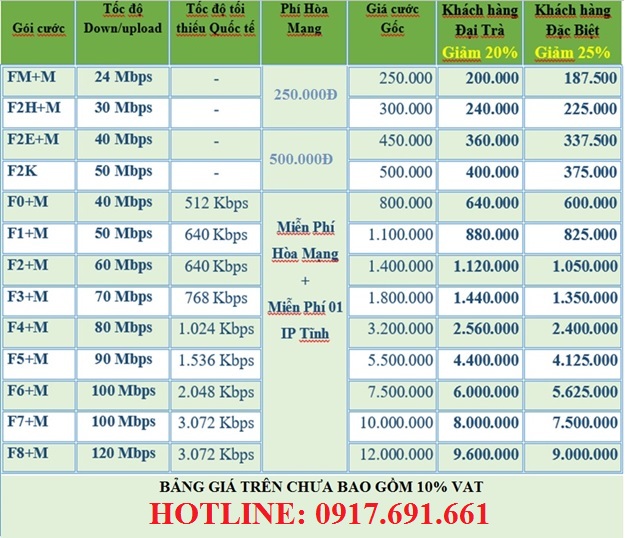 Gói cước Tốc độ Down/upload Tốc độ tối thiểu Quốc tế Phí Hòa Mạng Giá cước Gốc Khách hàng Đại Trà Giảm 20% Khách hàng Đặc Biệt Giảm 25%
FM+M 24 Mbps - 250.000Đ 250.000 200.000 187.500
F2H+M 30 Mbps - 300.000 240.000 225.000
F2E+M 40 Mbps - 500.000Đ 450.000 360.000 337.500
F2K 50 Mbps - 500.000 400.000 375.000
F0+M 40 Mbps 512 Kbps Miễn Phí Hòa Mạng + Miễn Phí 01 IP Tĩnh 800.000 640.000 600.000
F1+M 50 Mbps 640 Kbps 1.100.000 880.000 825.000
F2+M 60 Mbps 640 Kbps 1.400.000 1.120.000 1.050.000
F3+M 70 Mbps 768 Kbps 1.800.000 1.440.000 1.350.000
F4+M 80 Mbps 1.024 Kbps 3.200.000 2.560.000 2.400.000
F5+M 90 Mbps 1.536 Kbps 5.500.000 4.400.000 4.125.000
F6+M 100 Mbps 2.048 Kbps 7.500.000 6.000.000 5.625.000
F7+M 100 Mbps 3.072 Kbps 10.000.000 8.000.000 7.500.000
F8+M 120 Mbps 3.072 Kbps 12.000.000 9.600.000 9.000.000
BẢNG GIÁ TRÊN CHƯA BAO GỒM 10% VAT
HOTLINE: 0917.691.661